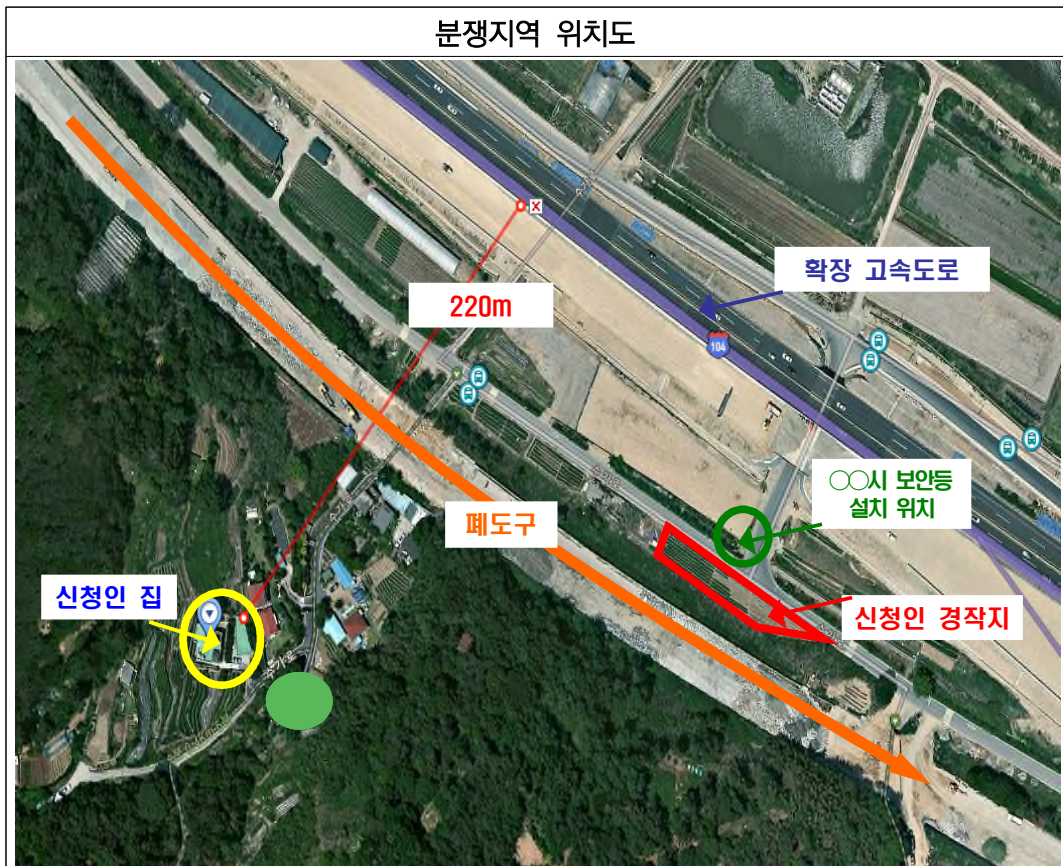 분쟁지역 위치도
확장 고속도로
220m
104
○○시 보안등
설치 위치
폐도구
신청인 집
신청인 경작지